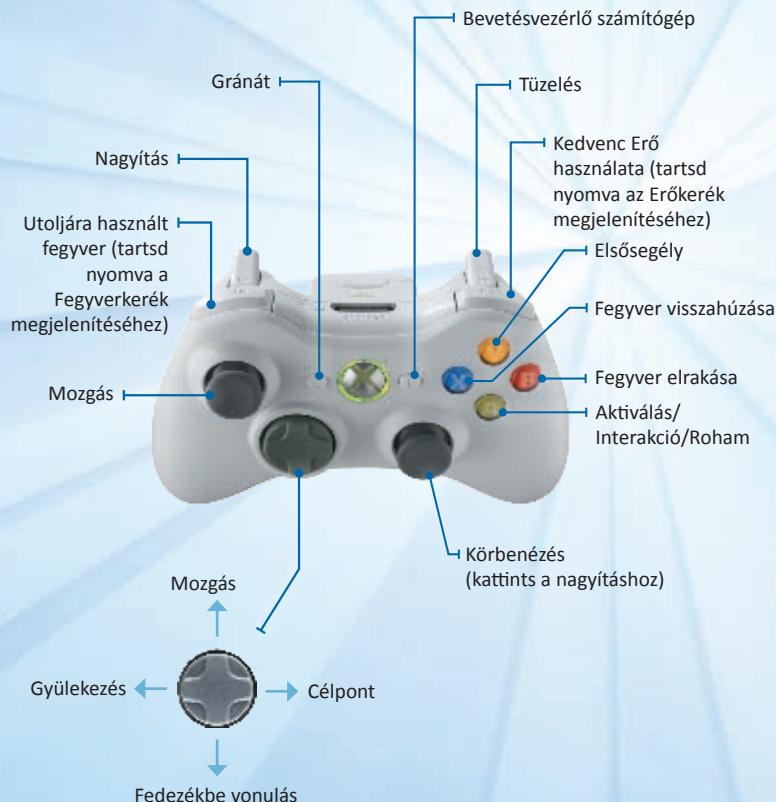 Bevetésvezérlő számítógép
Gránát
Tüzelés
Nagyítás
Kedvenc Erő
használata (tartsd
nyomva az Erőkerék
megjelenítéséhez)
Utoljára használt
fegyver (tartsd
nyomva a
Fegyverkerék
megjelenítéséhez)
Elsősegély
Y
Fegyver visszahúzása
X
B
Fegyver elrakása
Mozgás
Aktiválás/
Interakció/Roham
A
Körbenézés
(kattints a nagyításhoz)
Mozgás
Gyülekezés
Célpont
Fedezékbe vonulás